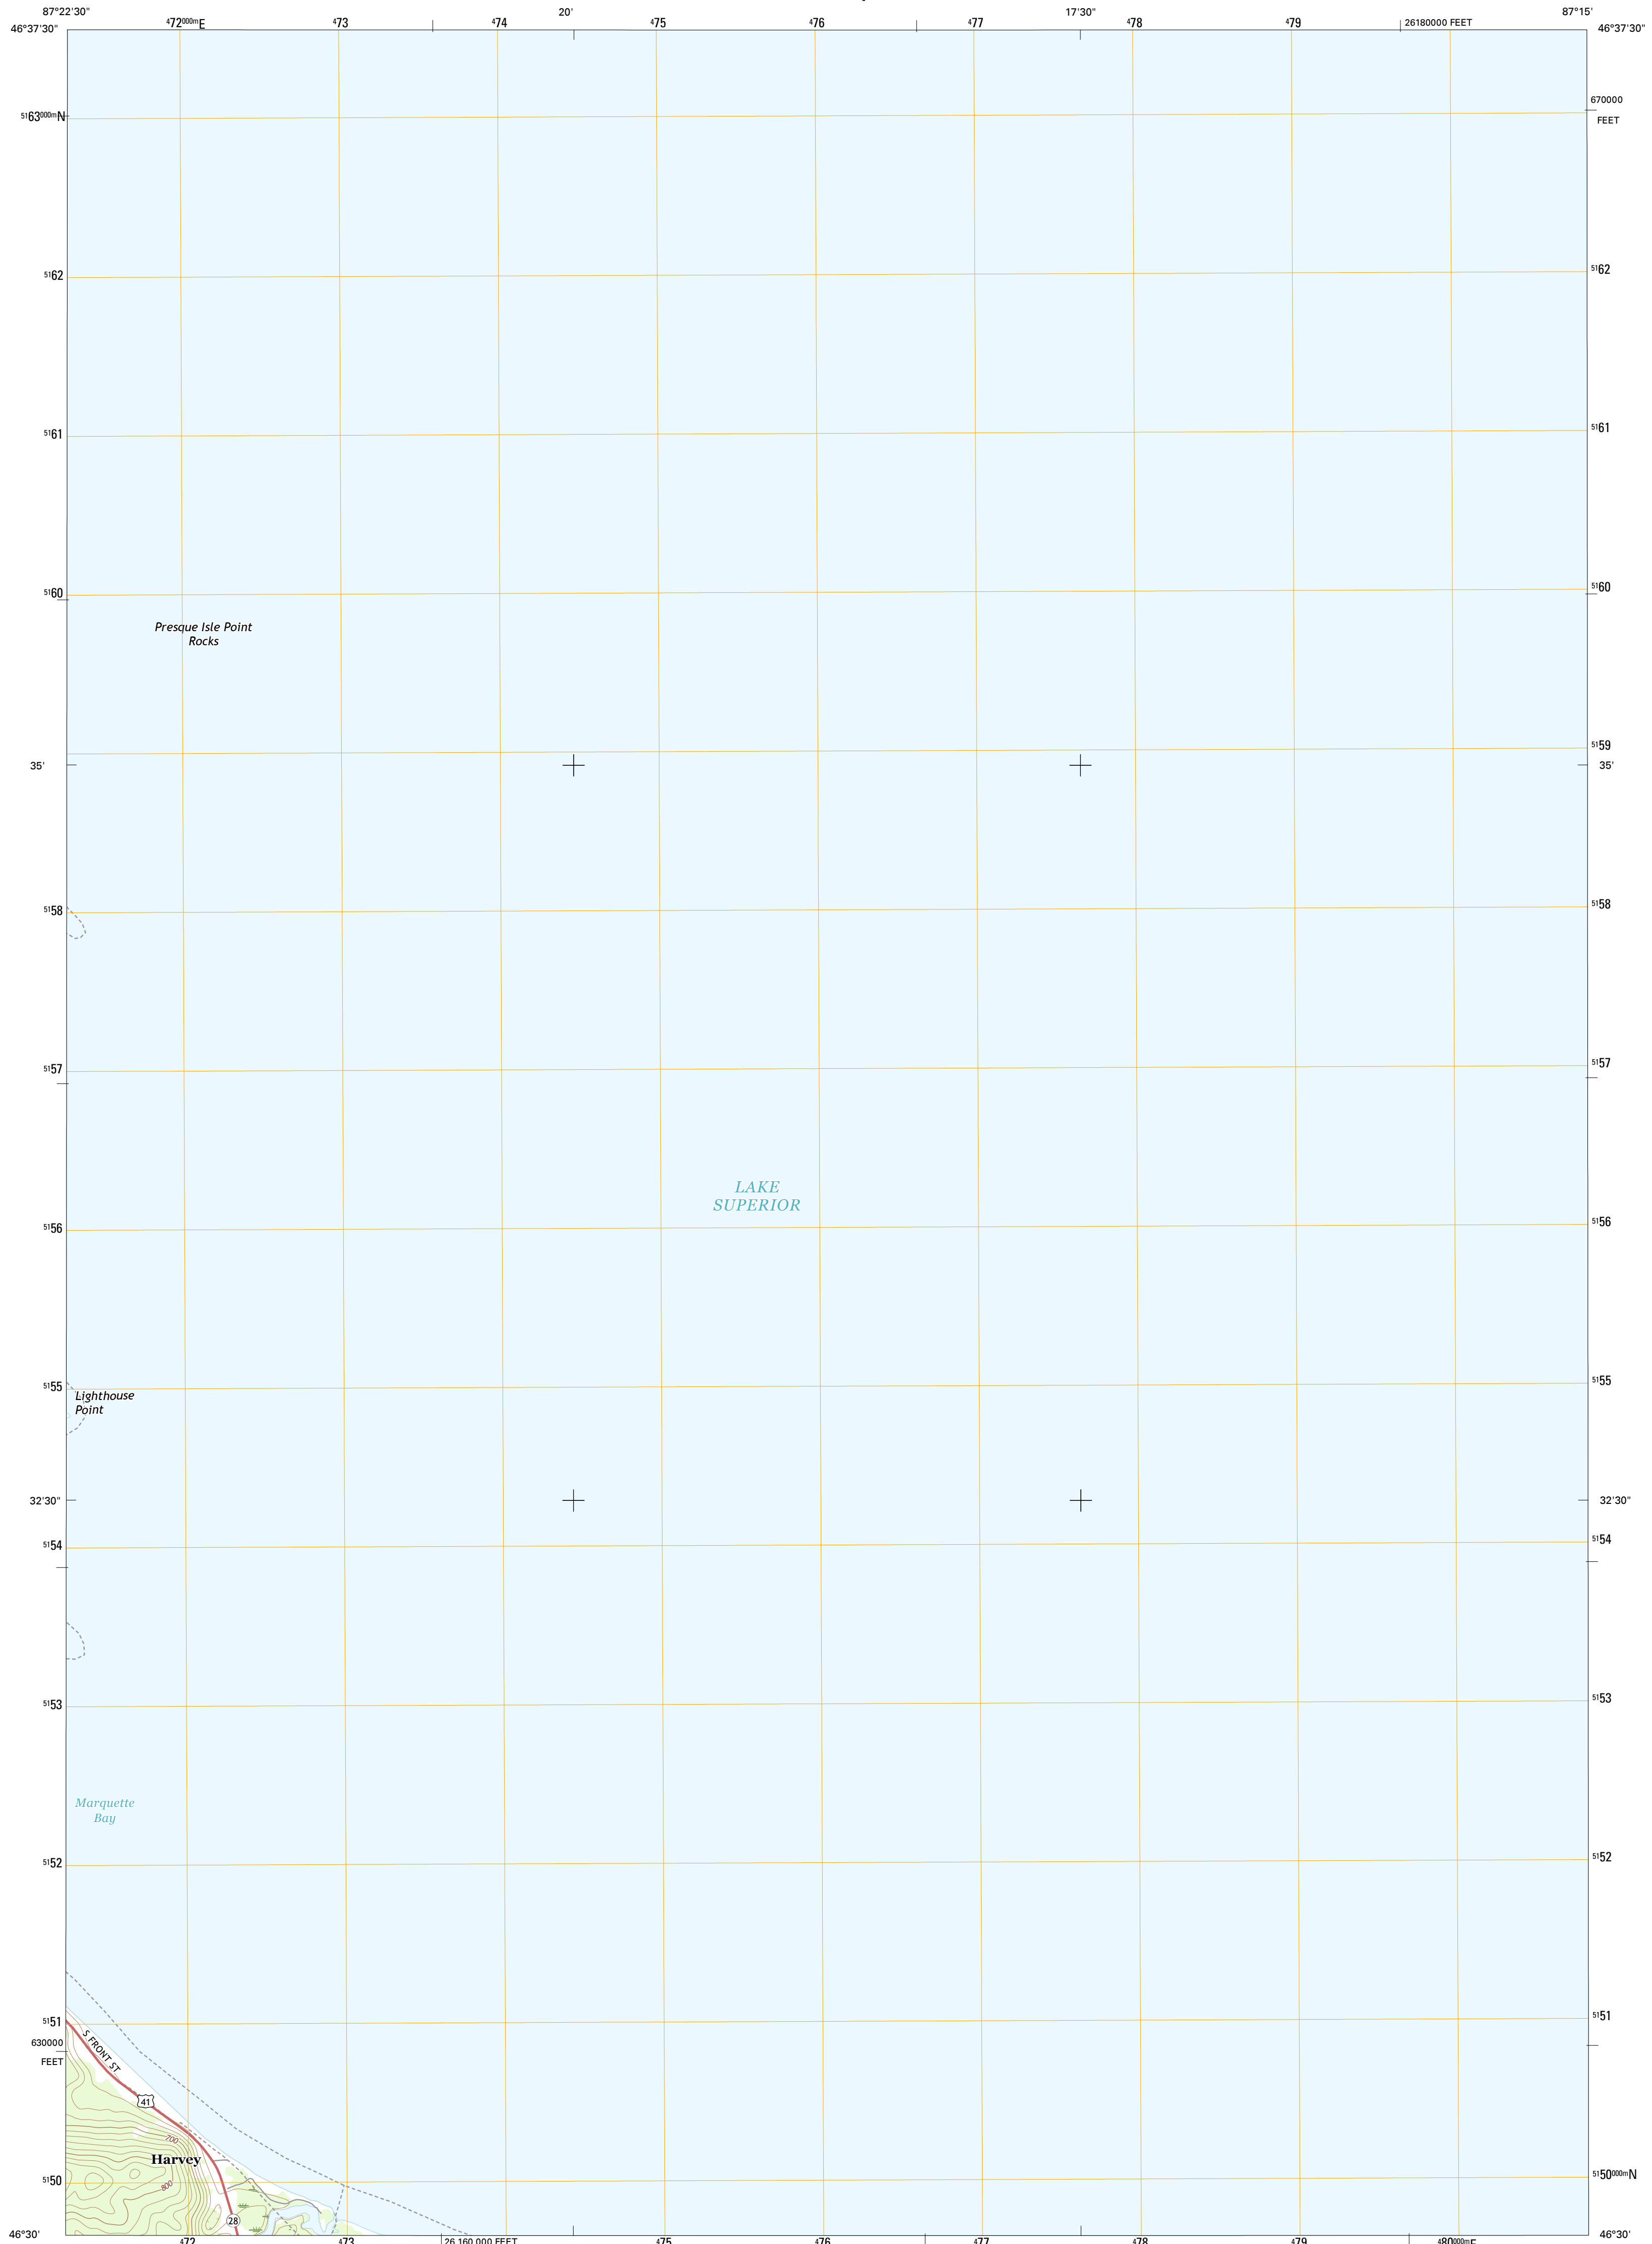 87°22'30" 20' 17'30" 87°15'
472000mE 473 474 475 476 477 478 479 26180000 FEET
46°37'30" 46°37'30"
5163000mN 670000
FEET
5162 5162
5161 5161
5160 5160
Presque Isle Point
Rocks
5159
35' 35'
5158 5158
5157 5157
LAKE
SUPERIOR
5156 5156
5155 5155
Lighthouse
Point
32'30" 32'30"
5154 5154
5153 5153
Marquette
Bay
5152 5152
5151 5151
630000
FEET
S FRONT ST
41
700
Harvey
5150 5150000mN
800
28
46°30' 46°30'
472 473 26 160 000 FEET 475 476 477 478 479 480000mE